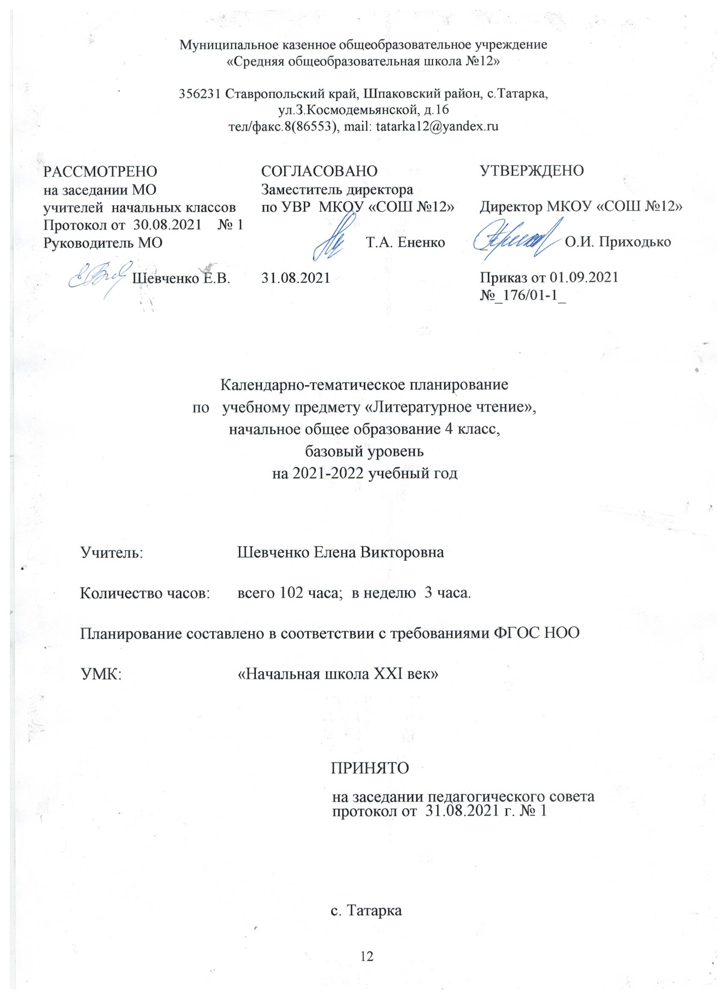 Муниципальное казенное общеобразовательное учреждение
«Средняя общеобразовательная школа №12»
356231 Ставропольский край, Шпаковский район, с.Татарка,
ул.З.Космодемьянской, д.16
тел/факс.8(86553), mail: tatarka12@yandex.ru
РАССМОТРЕНО
на заседании МО
учителей  начальных классов
Протокол от  30.08.2021    № 1
Руководитель МО
Шевченко Е.В.
СОГЛАСОВАНО
Заместитель директора
по УВР  МКОУ «СОШ №12»
Т.А. Ененко
31.08.2021
УТВЕРЖДЕНО
Директор МКОУ «СОШ №12»
_ О.И. Приходько
Приказ от 01.09.2021
№_176/01-1_
Календарно-тематическое планирование
по   учебному предмету «Литературное чтение»,
начальное общее образование 4 класс,
базовый уровень
на 2021-2022 учебный год
Учитель: Шевченко Елена Викторовна
Количество часов: всего 102 часа;  в неделю  3 часа.
Планирование составлено в соответствии с требованиями ФГОС НОО
УМК: «Начальная школа XXI век»
ПРИНЯТО
на заседании педагогического совета
протокол от  31.08.2021 г. № 1
с. Татарка
12